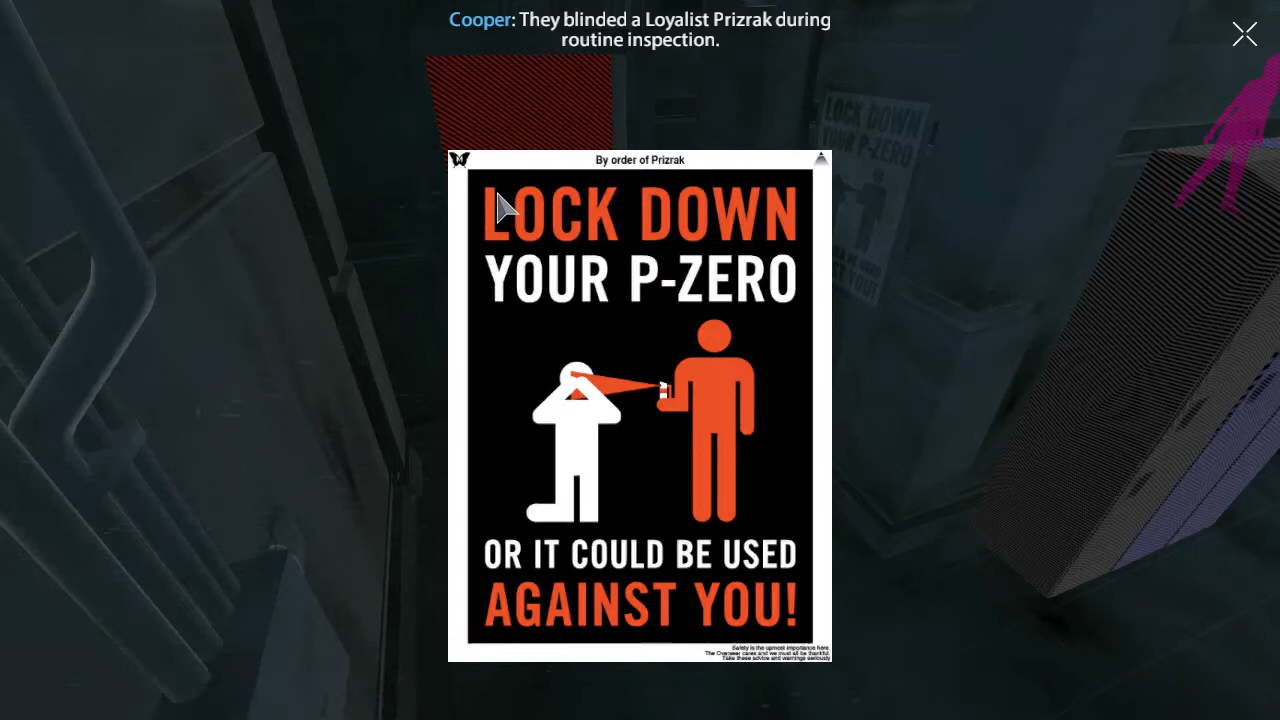 Cooper: They blinded a Loyalist Prizrak during
routine inspection.
By order of Prizrak
LOCK DOWN
YOUR P-ZERO
OR IT COULD BE USED
AGAINST YOU!
Safety is the upmost importance here.
The Overseer cares and we must all be thankful.
Take these advice and warnings seriously
LOCK DOWN
YOUR P-ZERO